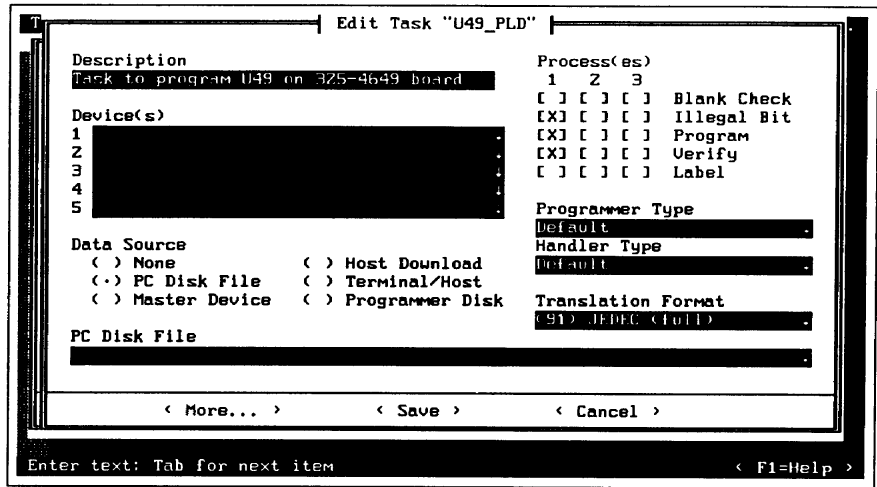 T
Edit Task "U49_PLD"
Description
Task to program U49 on 325-4649 board
Device(s)
1
2
3
4
5
Data Source
( ) None
(·) PC Disk File
( ) Master Device
( ) Host Download
( ) Terminal/Host
( ) Programmer Disk
PC Disk File
Process(es)
1 2 3
[ ] [ ] [ ] Blank Check
[X] [ ] [ ] Illegal Bit
[X] [ ] [ ] Program
[X] [ ] [ ] Verify
[ ] [ ] [ ] Label
Programmer Type
Default
Handler Type
Default
Translation Format
(91) JEDEC (full)
< More... > < Save > < Cancel >
Enter text: Tab for next item < F1=Help >